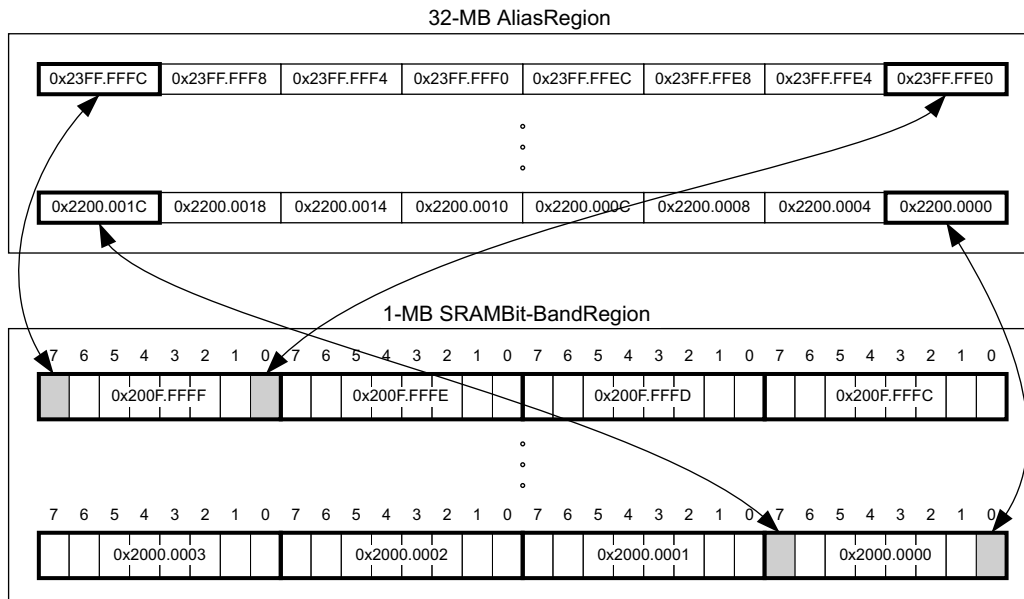 32-MB AliasRegion
0x23FF.FFFC 0x23FF.FFF8 0x23FF.FFF4 0x23FF.FFF0 0x23FF.FFEC 0x23FF.FFE8 0x23FF.FFE4 0x23FF.FFE0
0x2200.001C 0x2200.0018 0x2200.0014 0x2200.0010 0x2200.000C 0x2200.0008 0x2200.0004 0x2200.0000
1-MB SRAMBit-BandRegion
7 6 5 4 3 2 1 0 7 6 5 4 3 2 1 0 7 6 5 4 3 2 1 0 7 6 5 4 3 2 1 0
0x200F.FFFF 0x200F.FFFE 0x200F.FFFD 0x200F.FFFC
7 6 5 4 3 2 1 0 7 6 5 4 3 2 1 0 7 6 5 4 3 2 1 0 7 6 5 4 3 2 1 0
0x2000.0003 0x2000.0002 0x2000.0001 0x2000.0000